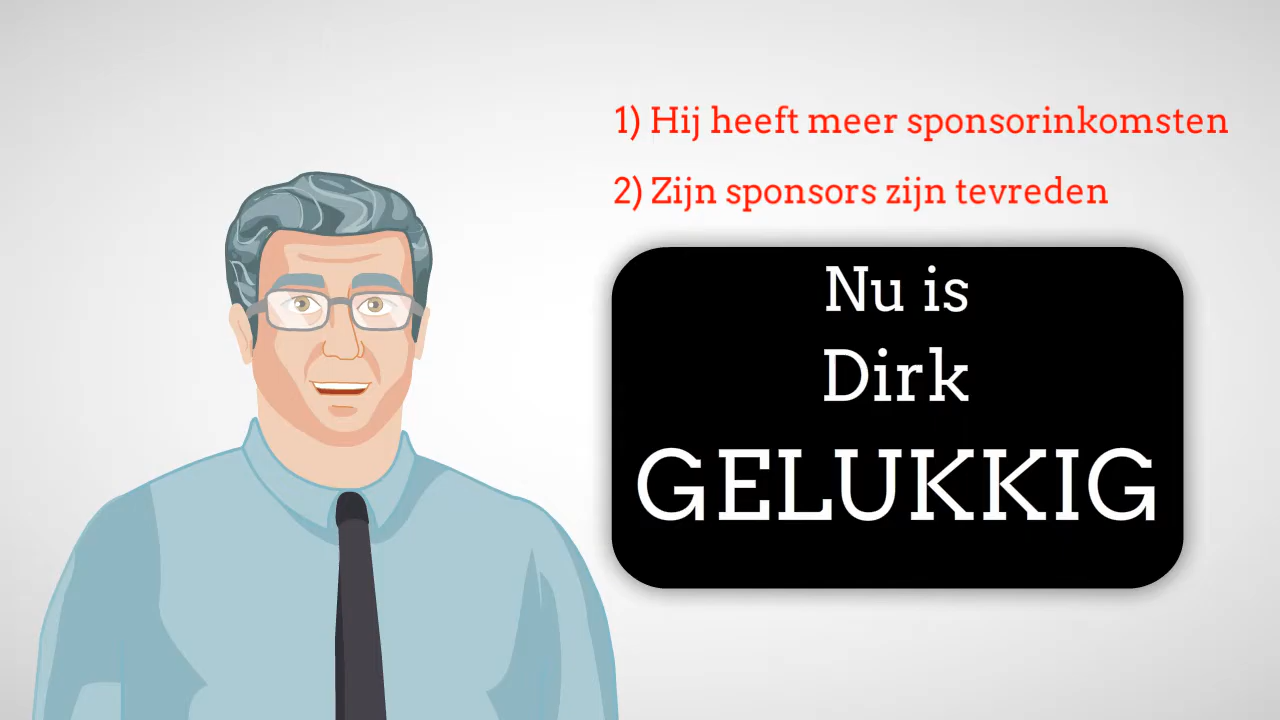 1) Hij heeft meer sponsorinkomsten
2) Zijn sponsors zijn tevreden
Nu is
Dirk
GELUKKIG